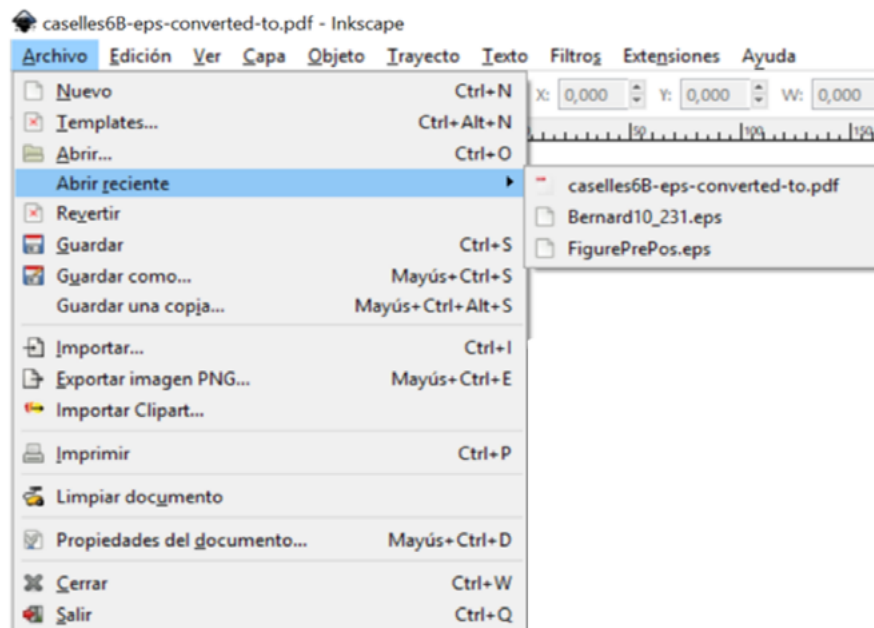 caselles6B-eps-converted-to.pdf - Inkscape
Archivo Edición Ver Capa Objeto Trayecto Texto Filtros Extensiones Ayuda
Nuevo Ctrl+N X: 0,000 Y: 0,000 W: 0,000
Templates... Ctrl+Alt+N
50 100 150
Abrir... Ctrl+O
Abrir reciente caselles6B-eps-converted-to.pdf
Revertir Bernard10_231.eps
Guardar Ctrl+S FigurePrePos.eps
Guardar como... Mayús+Ctrl+S
Guardar una copia... Mayús+Ctrl+Alt+S
Importar... Ctrl+I
Exportar imagen PNG... Mayús+Ctrl+E
Importar Clipart...
Imprimir Ctrl+P
Limpiar documento
Propiedades del documento... Mayús+Ctrl+D
Cerrar Ctrl+W
Salir Ctrl+Q